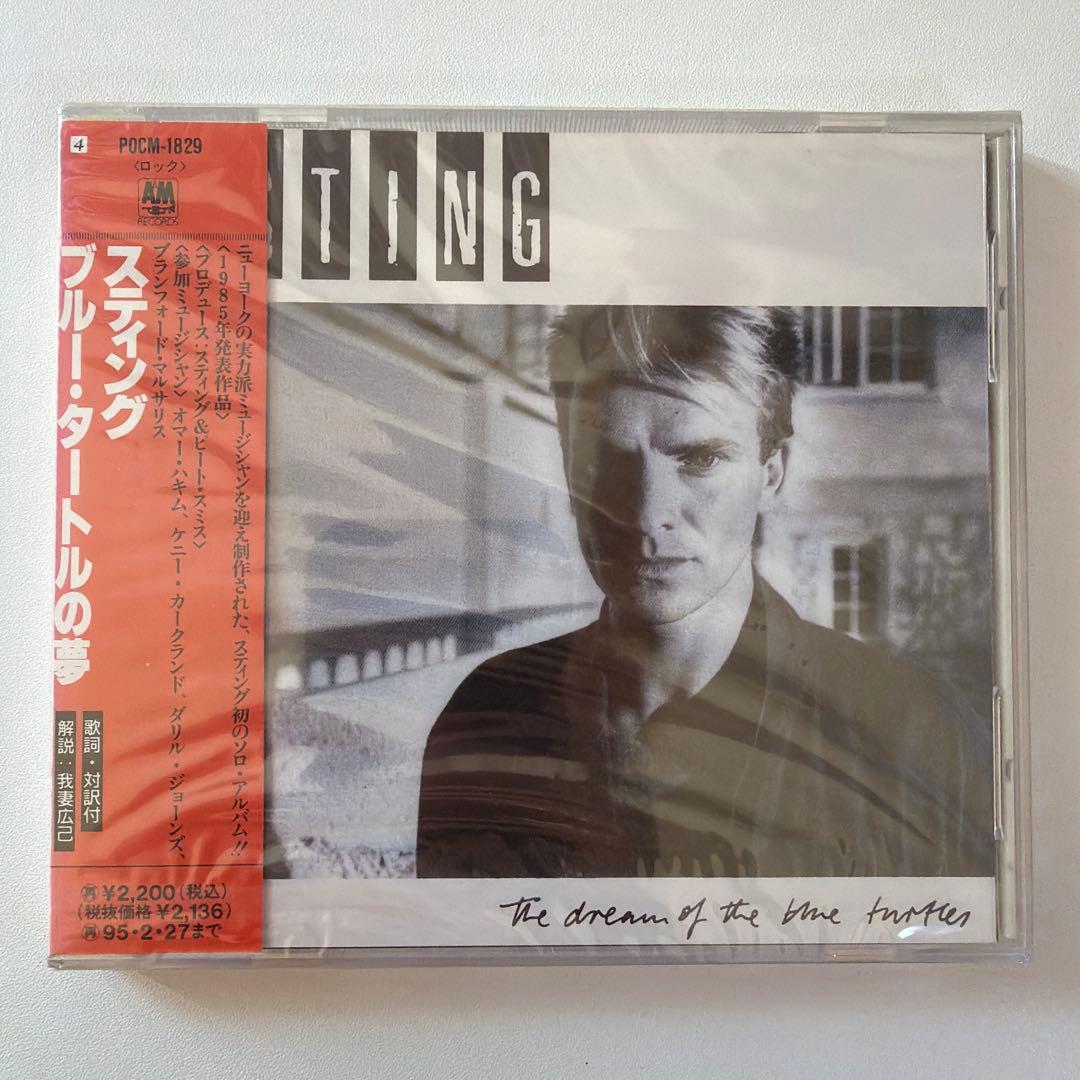 4 POCM-1829
〈ロック〉
A&M
RECORDS
スティング
ブルー・タートルの夢
ニューヨークの実力派ミュージシャンを迎え制作された、スティング初のソロ・アルバム!!
〈1985年発表作品〉
〈プロデュース:スティング&ピート・スミス〉
〈参加ミュージシャン〉オマー・ハキム、ケニー・カークランド、ダリル・ジョーンズ、
ブランフォード・マルサリス
歌詞・対訳付
解説:我妻広己
再¥2,200(税込)
(税抜価格¥2,136)
再95・2・27まで
STING
The dream of the blue turtles